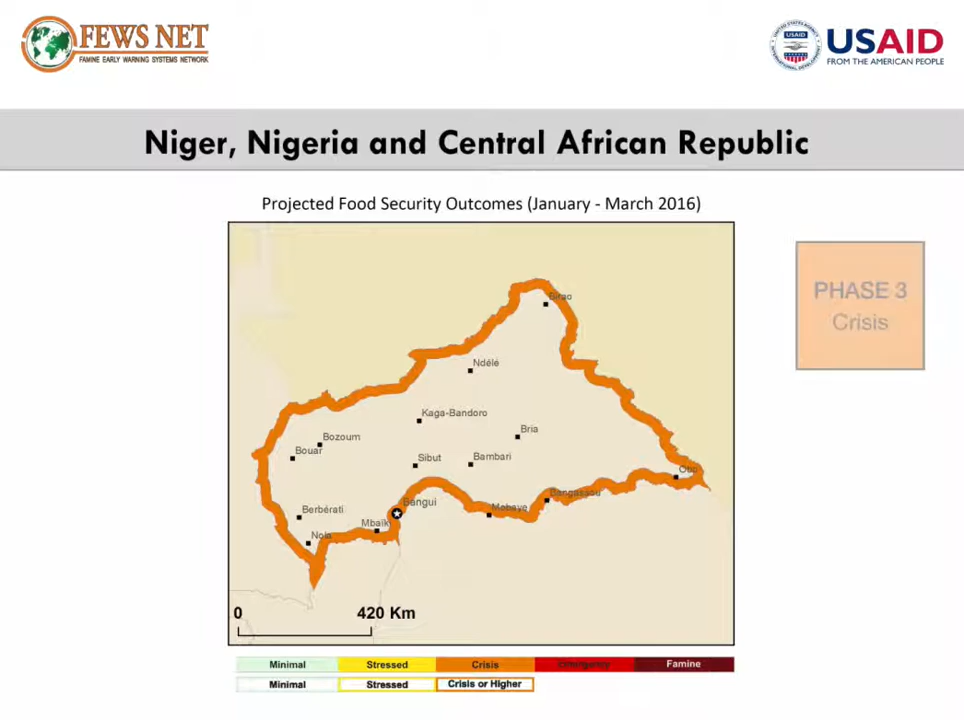 FEWS NET
FAMINE EARLY WARNING SYSTEMS NETWORK
USAID
USAID
FROM THE AMERICAN PEOPLE
Niger, Nigeria and Central African Republic
Projected Food Security Outcomes (January - March 2016)
PHASE 3
Crisis
Birao
Ndélé
Kaga-Bandoro
Bria
Bozoum
Bouar
Sibut
Bambari
Obo
Bangassou
Bangui
Mobaye
Berbérati
Mbaïk
Nola
0 420 Km
Minimal Stressed Crisis Emergency Famine
Minimal Stressed Crisis or Higher